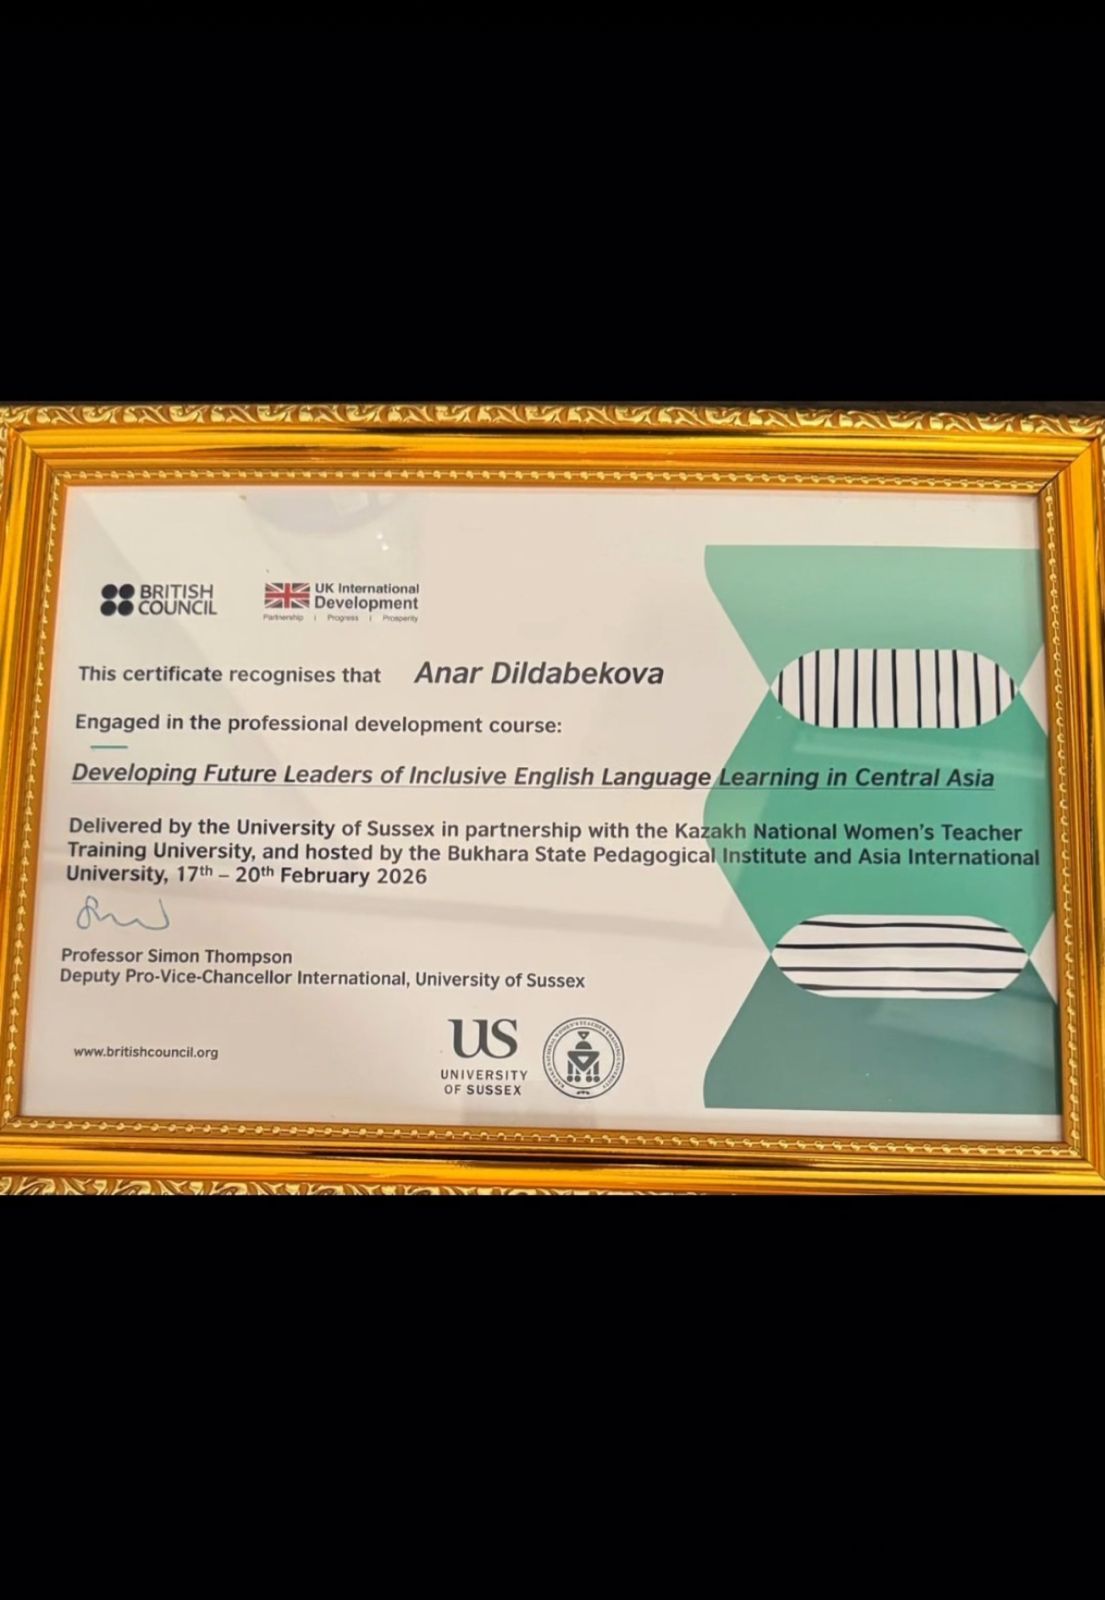 BRITISH
COUNCIL
UK International
Development
Partnership | Progress | Prosperity
This certificate recognises that Anar Dildabekova
Engaged in the professional development course:
Developing Future Leaders of Inclusive English Language Learning in Central Asia
Delivered by the University of Sussex in partnership with the Kazakh National Women's Teacher
Training University, and hosted by the Bukhara State Pedagogical Institute and Asia International
University, 17th – 20th February 2026
Professor Simon Thompson
Deputy Pro-Vice-Chancellor International, University of Sussex
www.britishcouncil.org
US
UNIVERSITY
OF SUSSEX